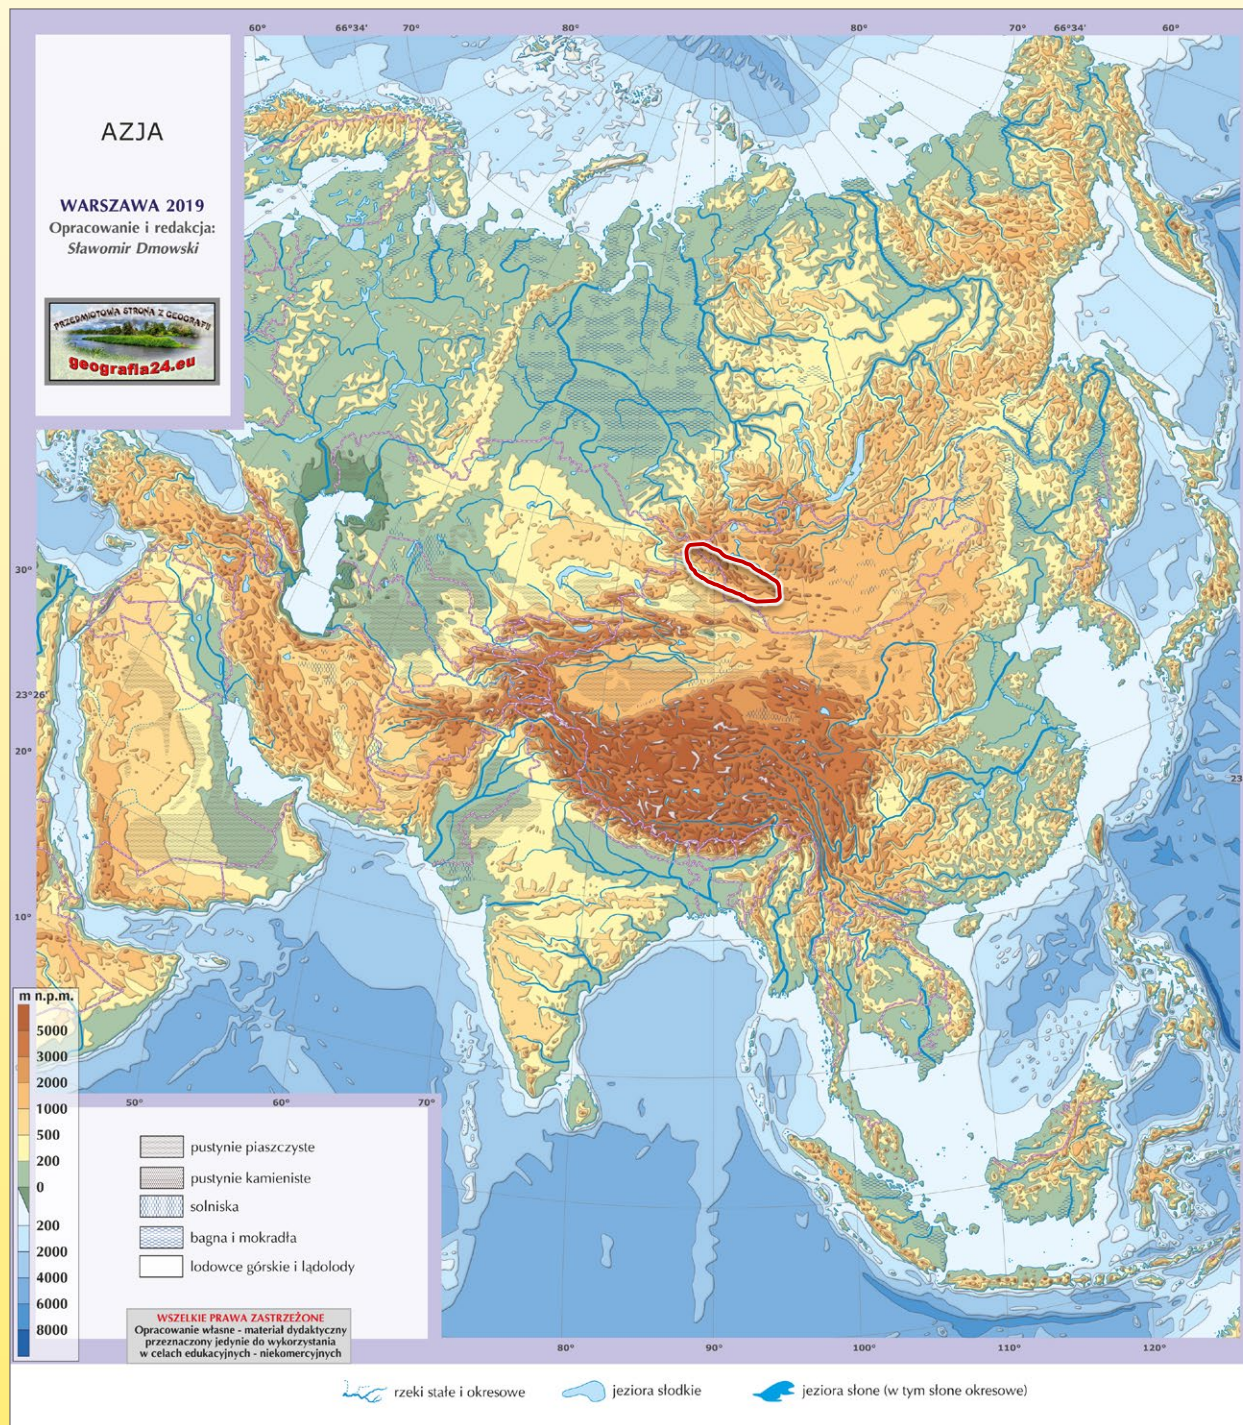 60° 66°34' 70° 80° 80° 70° 66°34' 60°
AZJA
WARSZAWA 2019
Opracowanie i redakcja:
Sławomir Dmowski
PRZEDMIOTOWA STRONA Z GEOGRAFII
geografia24.eu
30°
23°26'
20°
23
10°
m n.p.m.
5000
3000
2000
1000
500
200
0
200
2000
4000
6000
8000
50° 60° 70°
pustynie piaszczyste
pustynie kamieniste
solniska
bagna i mokradła
lodowce górskie i lądolody
WSZELKIE PRAWA ZASTRZEŻONE
Opracowanie własne - materiał dydaktyczny
przeznaczony jedynie do wykorzystania
w celach edukacyjnych - niekomercyjnych
80° 90° 100° 110° 120°
rzeki stałe i okresowe
jeziora słodkie
jeziora słone (w tym słone okresowe)